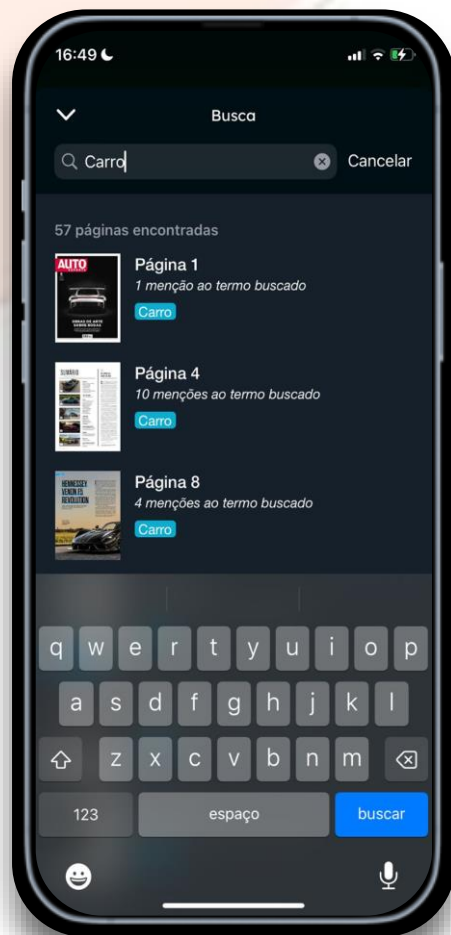 16:49
Busca
Carro
Cancelar
57 páginas encontradas
AUTO
Página 1
1 menção ao termo buscado
Carro
SUMÁRIO
Página 4
10 menções ao termo buscado
Carro
HENNESSEY
VENOM F5
REVOLUTION
Página 8
4 menções ao termo buscado
Carro
q w e r t y u i o p
a s d f g h j k l
z x c v b n m
123 espaço buscar